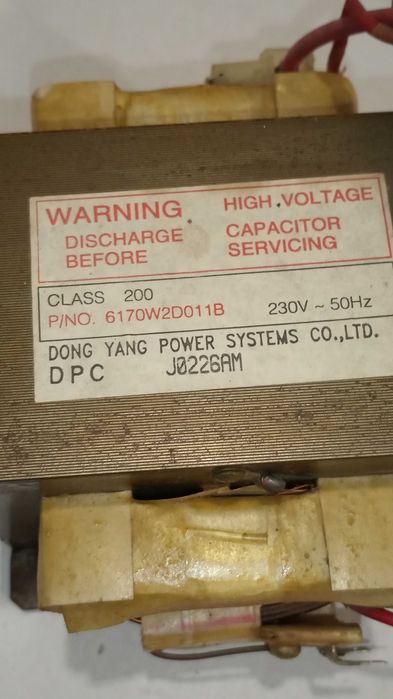 WARNING HIGH VOLTAGE
DISCHARGE CAPACITOR
BEFORE SERVICING
CLASS 200
P/NO. 6170W2D011B 230V ~ 50Hz
DONG YANG POWER SYSTEMS CO.,LTD.
DPC J0226AM